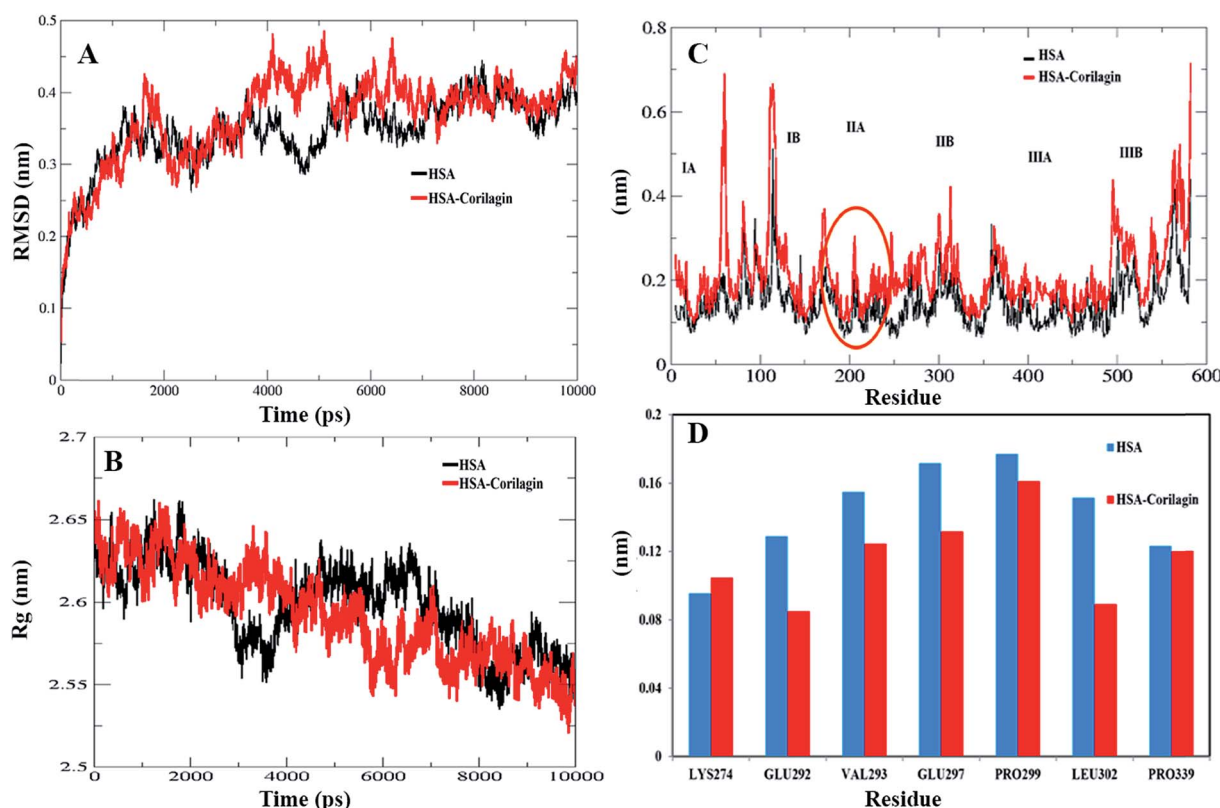 A
RMSD (nm)
0.5
0.4
0.3
0.2
0.1
0
HSA
HSA-Corilagin
0 2000 4000 6000 8000 10000
Time (ps)
B
Rg (nm)
2.7
2.65
2.6
2.55
2.5
HSA
HSA-Corilagin
0 2000 4000 6000 8000 10000
Time (ps)
C
(nm)
0.8
0.6
0.4
0.2
0
HSA
HSA-Corilagin
IA
IB
IIA
IIB
IIIA
IIIB
0 100 200 300 400 500 600
Residue
D
(nm)
0.2
0.16
0.12
0.08
0.04
0
HSA
HSA-Corilagin
LYS274 GLU292 VAL293 GLU297 PRO299 LEU302 PRO339
Residue